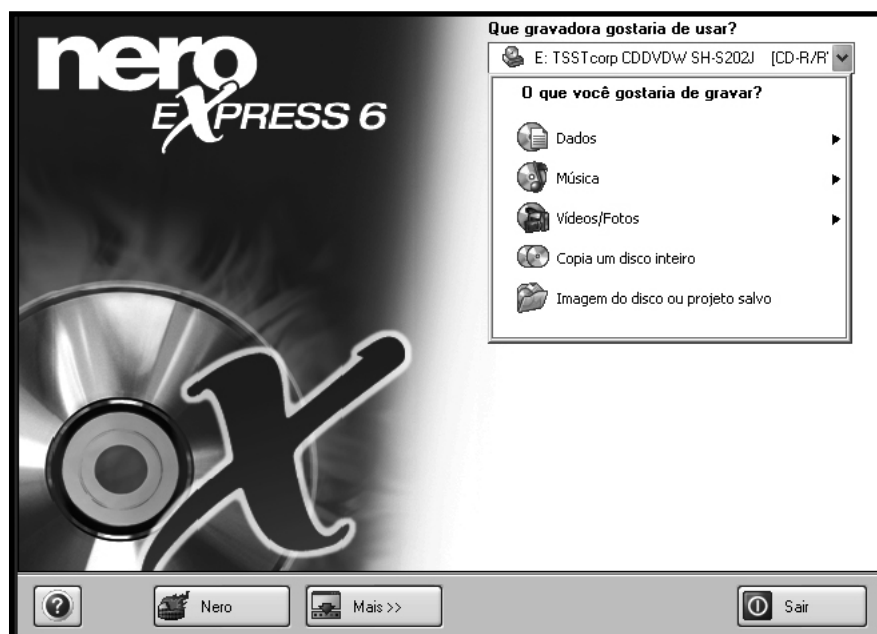 nero
EXPRESS 6
Que gravadora gostaria de usar?
E: TSSTcorp CDDVDW SH-S202J [CD-R/R
O que você gostaria de gravar?
Dados
Música
Vídeos/Fotos
Copia um disco inteiro
Imagem do disco ou projeto salvo
?
Nero
Mais >>
Sair